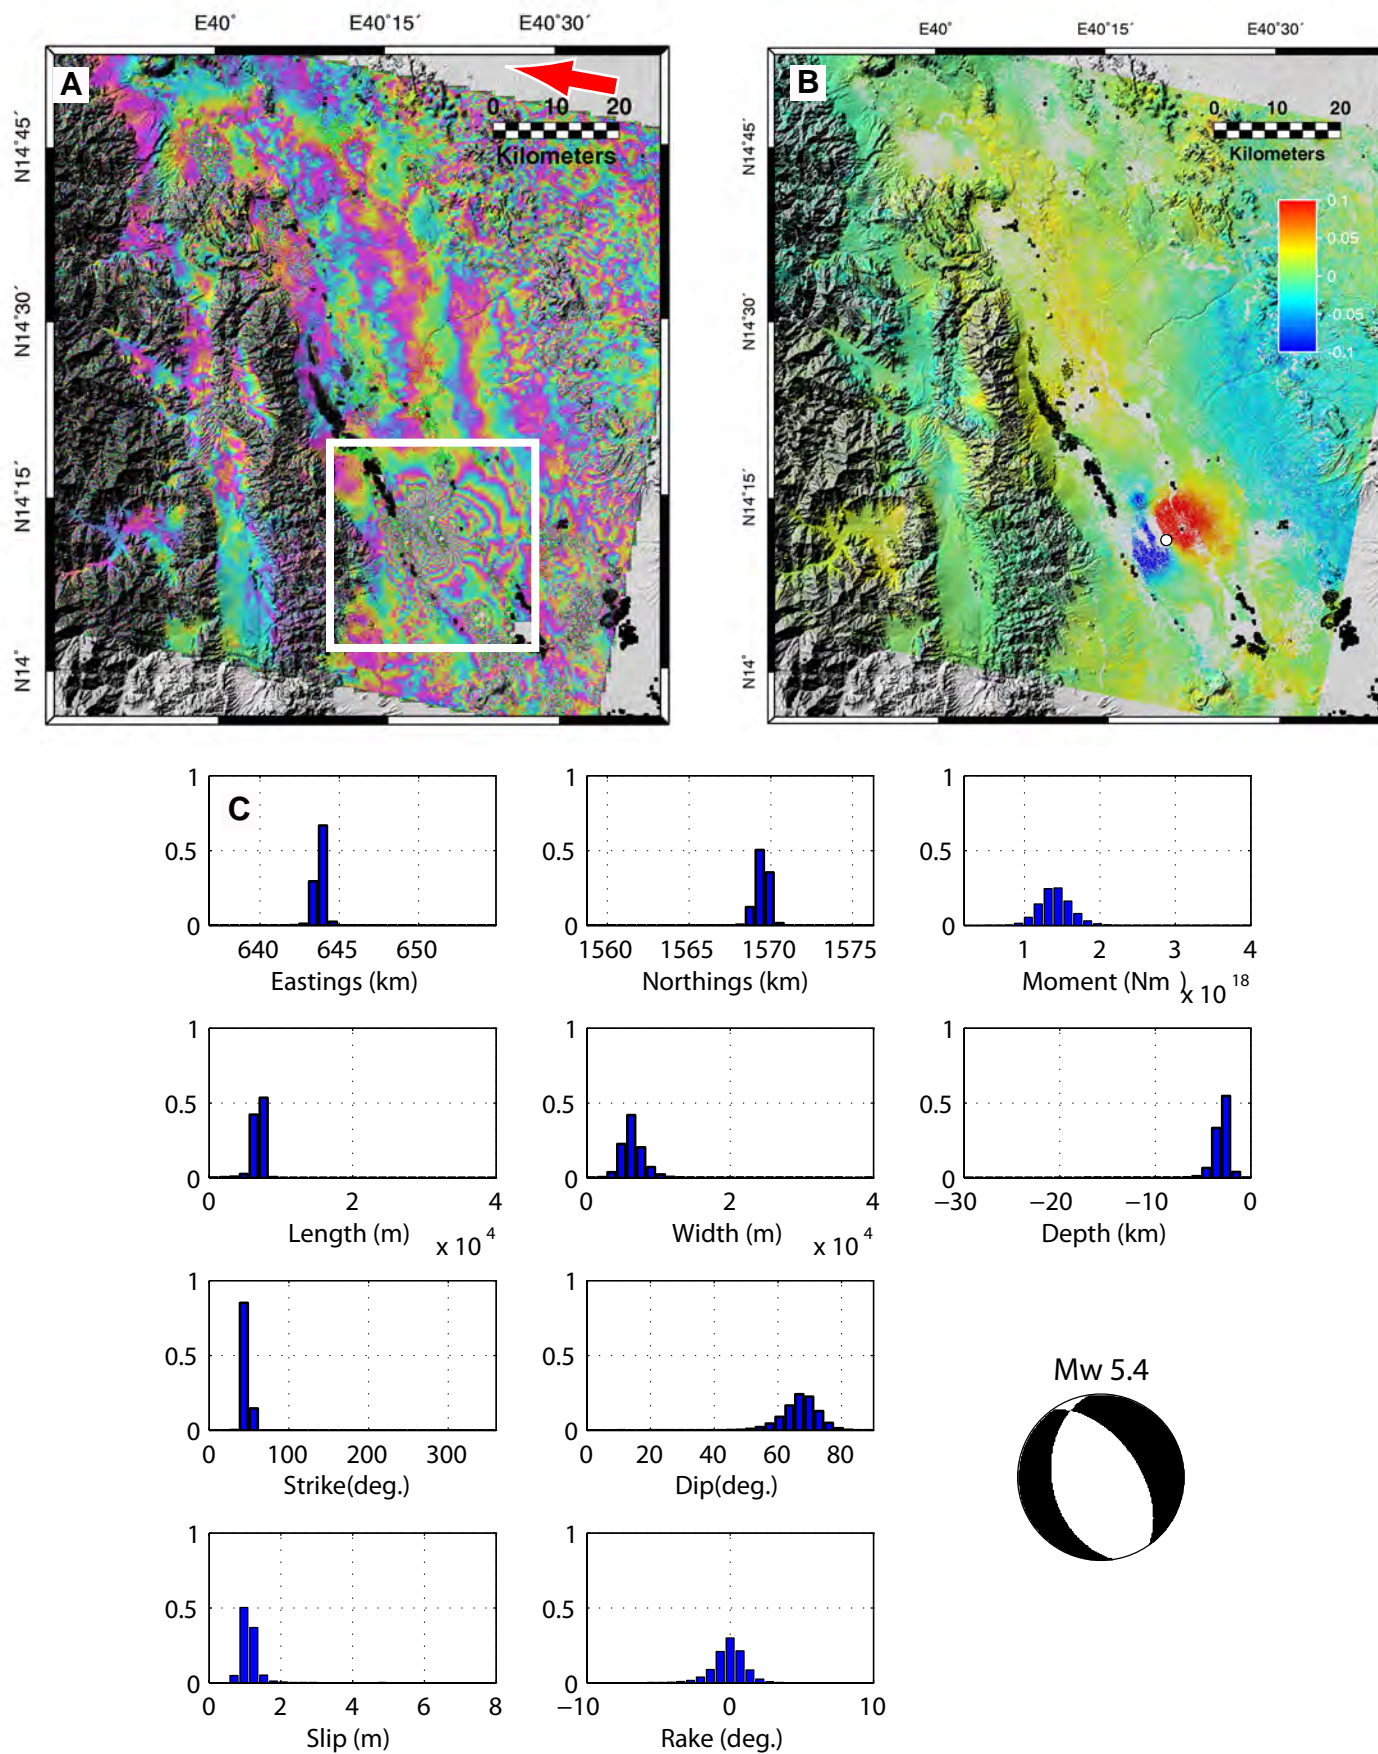 E40° E40°15´ E40°30´
E40° E40°15´ E40°30´
A
0 10 20
Kilometers
N14°45´
N14°30´
N14°15´
N14°
B
0 10 20
Kilometers
0.1
0.05
0
-0.05
-0.1
N14°45´
N14°30´
N14°15´
N14°
C
1
0.5
0
640 645 650
Eastings (km)
1
0.5
0
1560 1565 1570 1575
Northings (km)
1
0.5
0
1 2 3 4
Moment (Nm )
x 10 18
1
0.5
0
0 2 4
Length (m)
x 10 4
1
0.5
0
0 2 4
Width (m)
x 10 4
1
0.5
0
−30 −20 −10 0
Depth (km)
1
0.5
0
0 100 200 300
Strike(deg.)
1
0.5
0
0 20 40 60 80
Dip(deg.)
Mw 5.4
1
0.5
0
0 2 4 6 8
Slip (m)
1
0.5
0
−10 0 10
Rake (deg.)